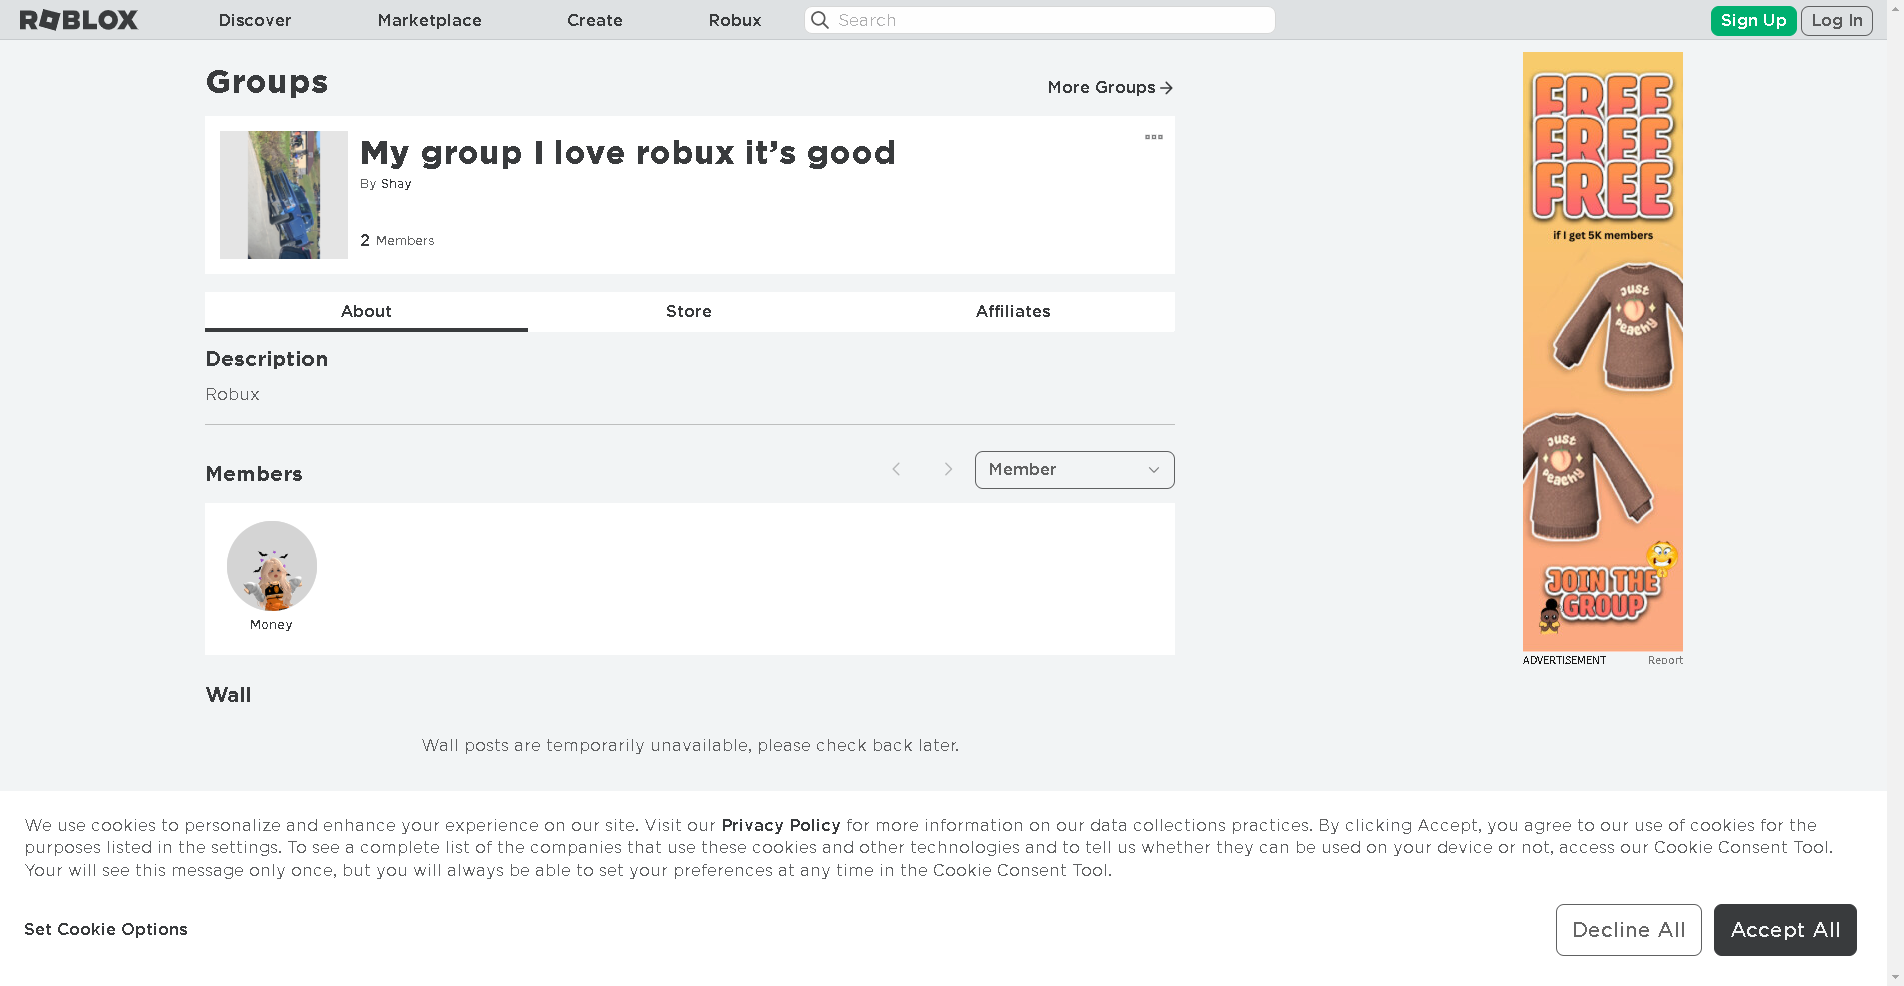 ROBLOX
Discover
Marketplace
Create
Robux
Search
Sign Up
Log In
Groups
More Groups
My group I love robux it's good
By Shay
2 Members
About
Store
Affiliates
Description
Robux
Members
Member
Money
Wall
Wall posts are temporarily unavailable, please check back later.
FREE
FREE
FREE
if I get 5K members
JUST
Peachy
JUST
Peachy
JOIN THE
GROUP
ADVERTISEMENT
Report
We use cookies to personalize and enhance your experience on our site. Visit our Privacy Policy for more information on our data collections practices. By clicking Accept, you agree to our use of cookies for the
purposes listed in the settings. To see a complete list of the companies that use these cookies and other technologies and to tell us whether they can be used on your device or not, access our Cookie Consent Tool.
Your will see this message only once, but you will always be able to set your preferences at any time in the Cookie Consent Tool.
Set Cookie Options
Decline All
Accept All